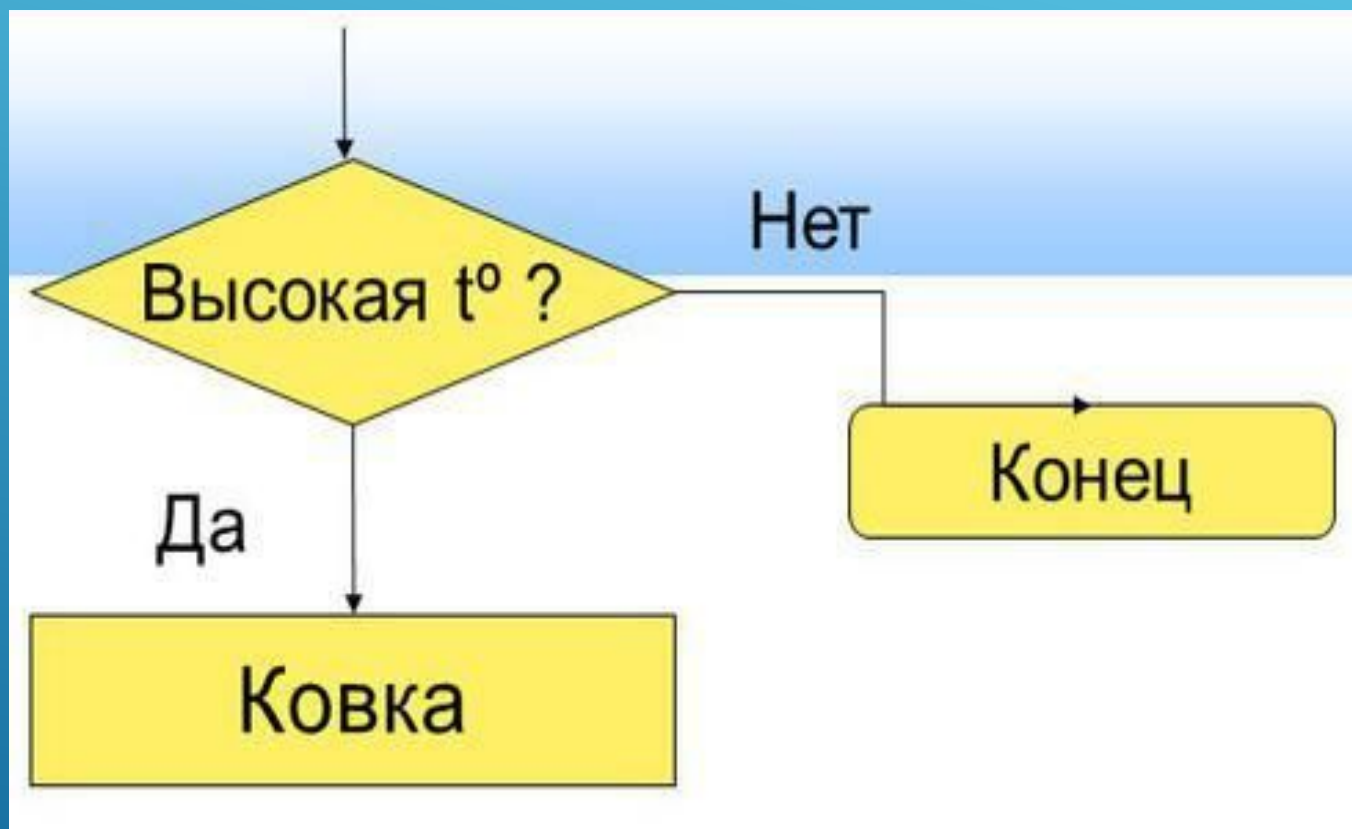 Нет
Высокая tº ?
Конец
Да
Ковка